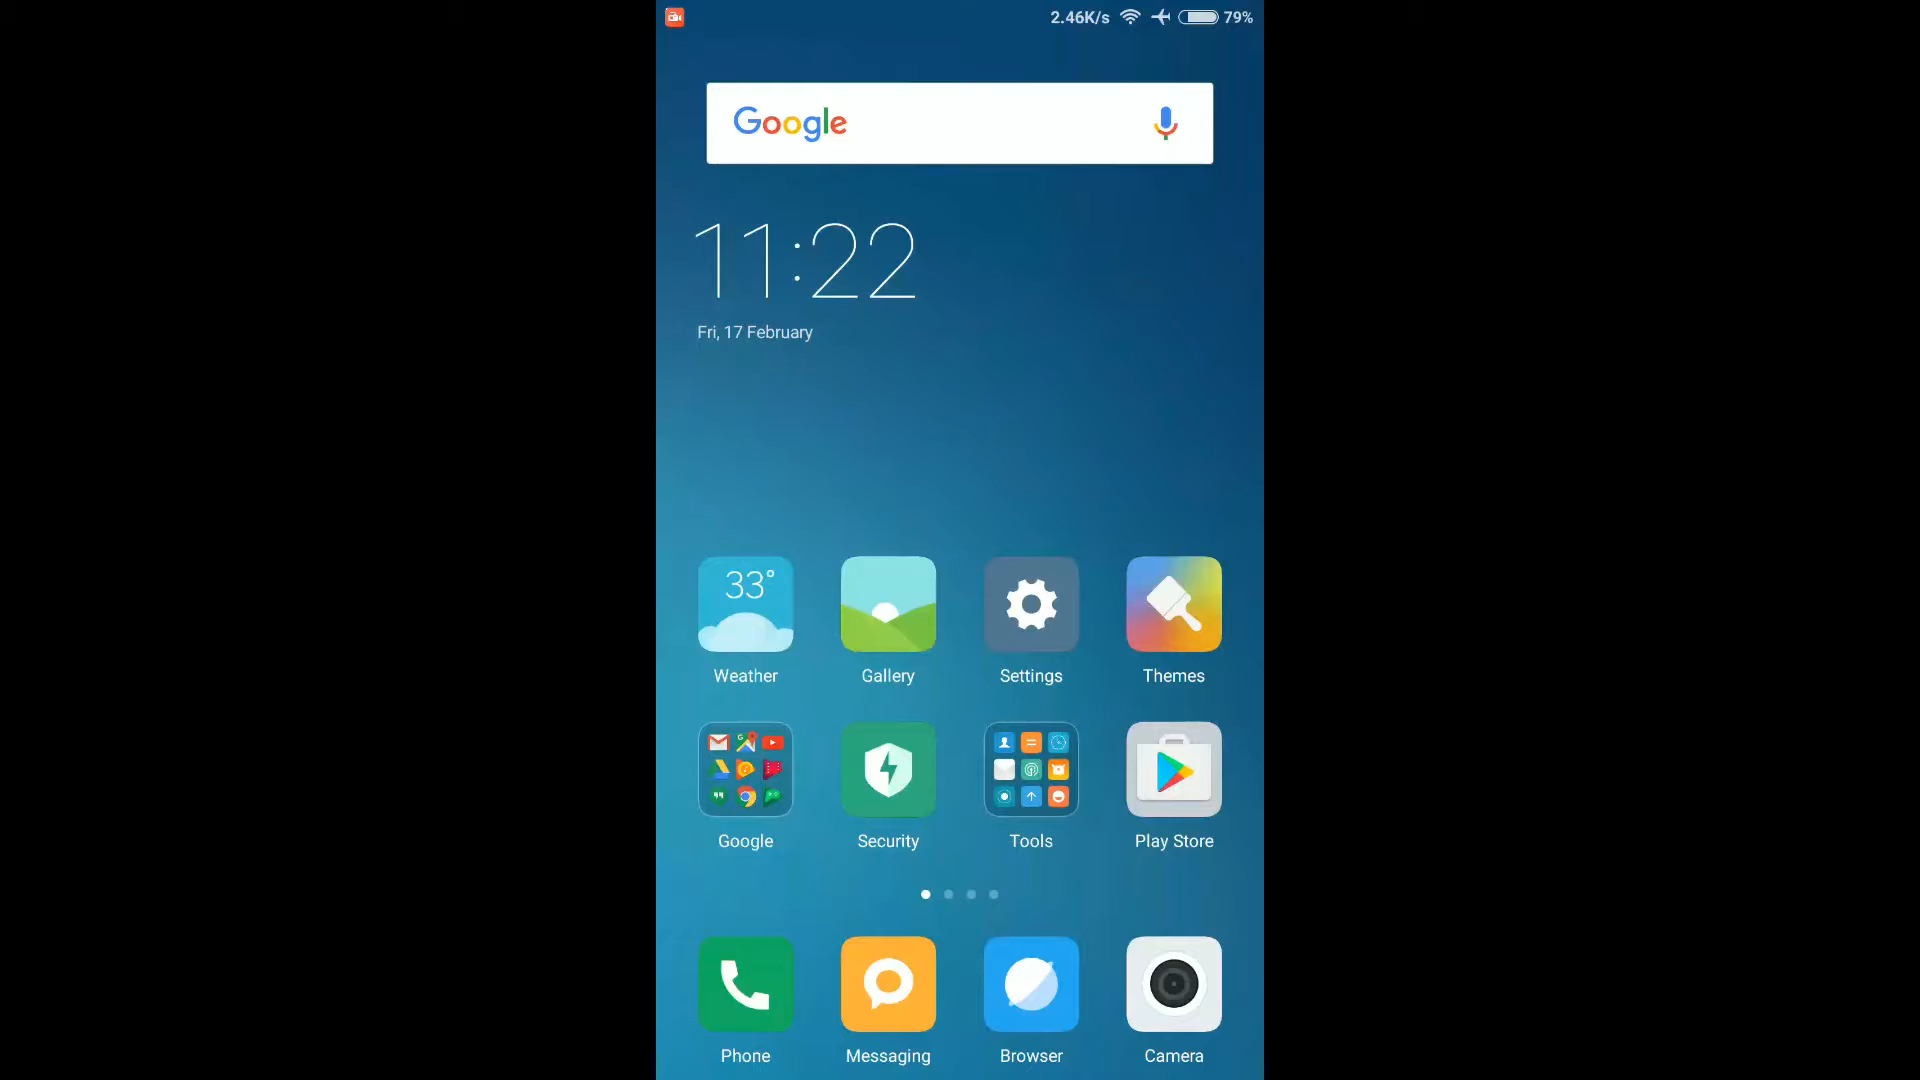 2.46K/s 79%
Google
11:22
Fri, 17 February
33°
Weather Gallery Settings Themes
Google Security Tools Play Store
Phone Messaging Browser Camera